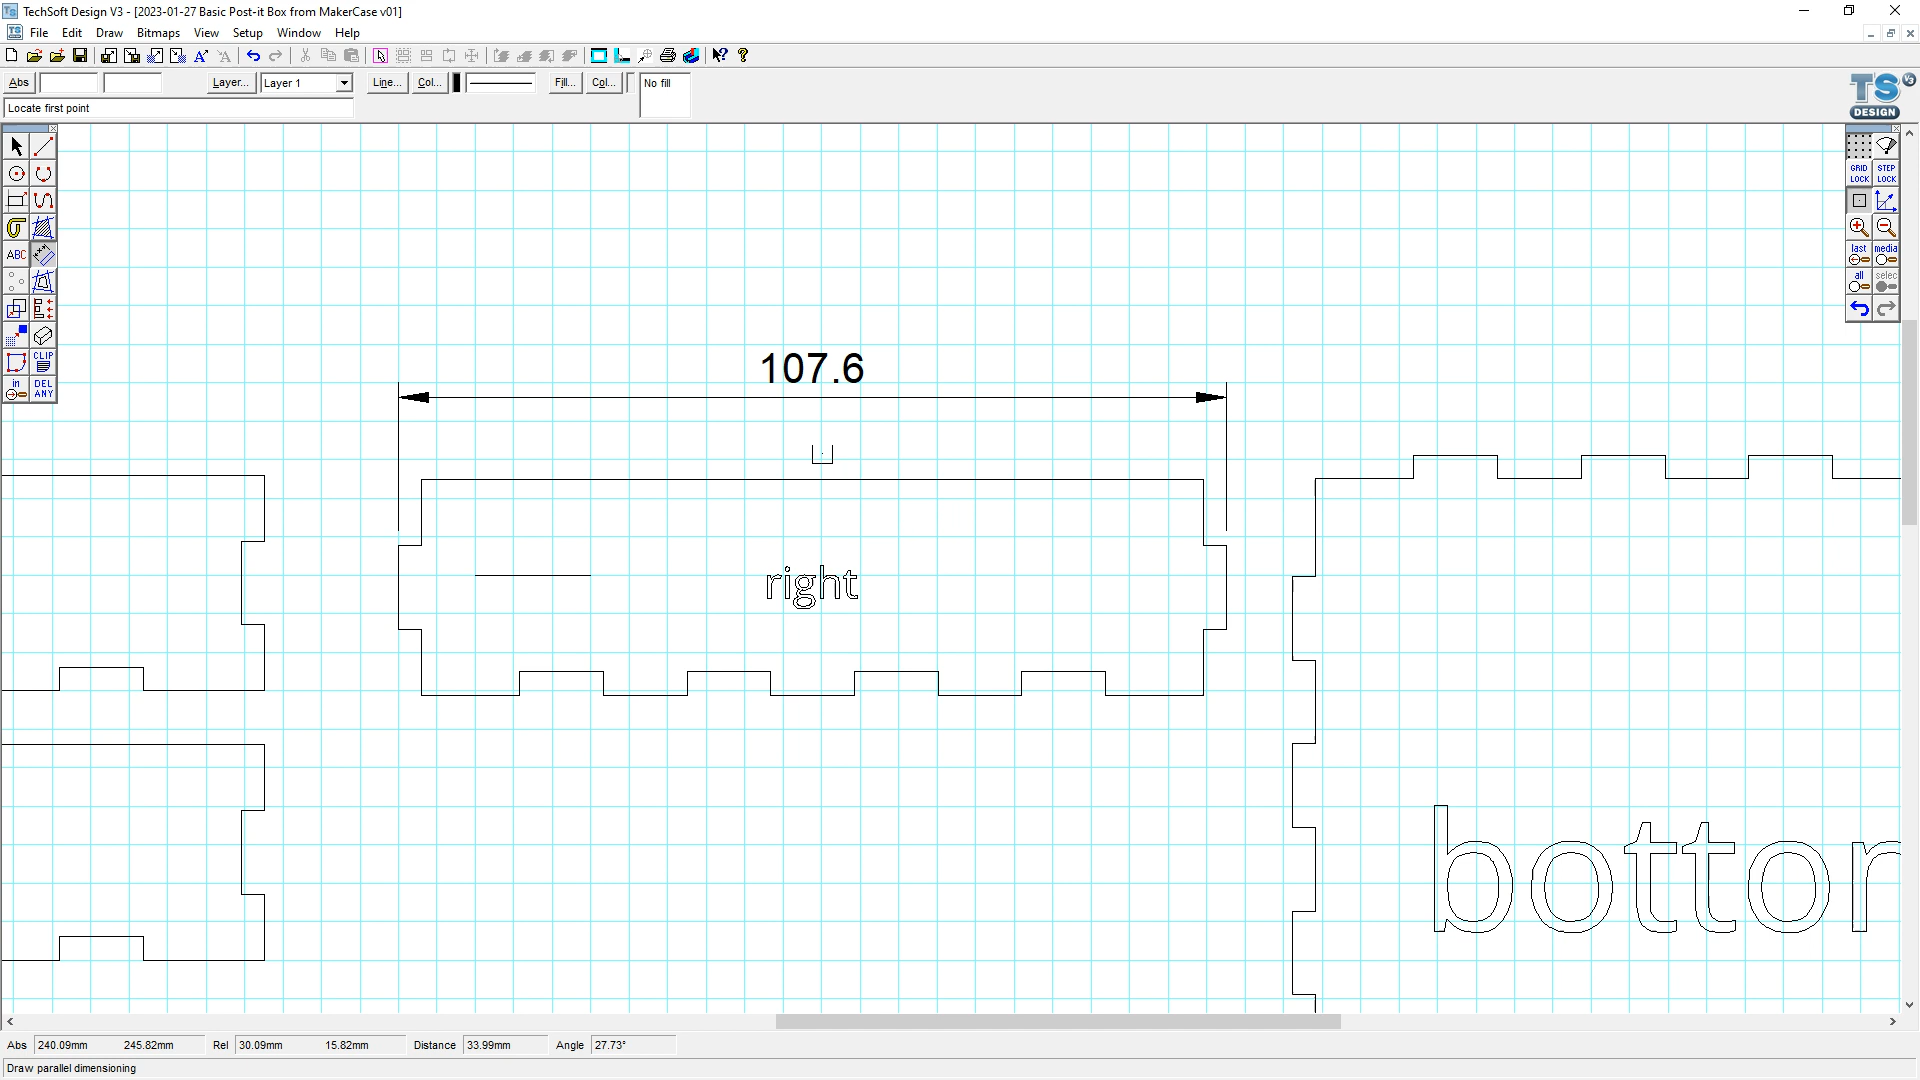 TechSoft Design V3 - [2023-01-27 Basic Post-it Box from MakerCase v01]
File Edit Draw Bitmaps View Setup Window Help
Abs Layer... Layer 1 Line... Col... Fill... Col... No fill
Locate first point
TS V3
DESIGN
GRID LOCK STEP LOCK
ABC
last media
all selec
CLIP
in DEL ANY
107.6
right
bottor
Abs 240.09mm 245.82mm Rel 30.09mm 15.82mm Distance 33.99mm Angle 27.73°
Draw parallel dimensioning